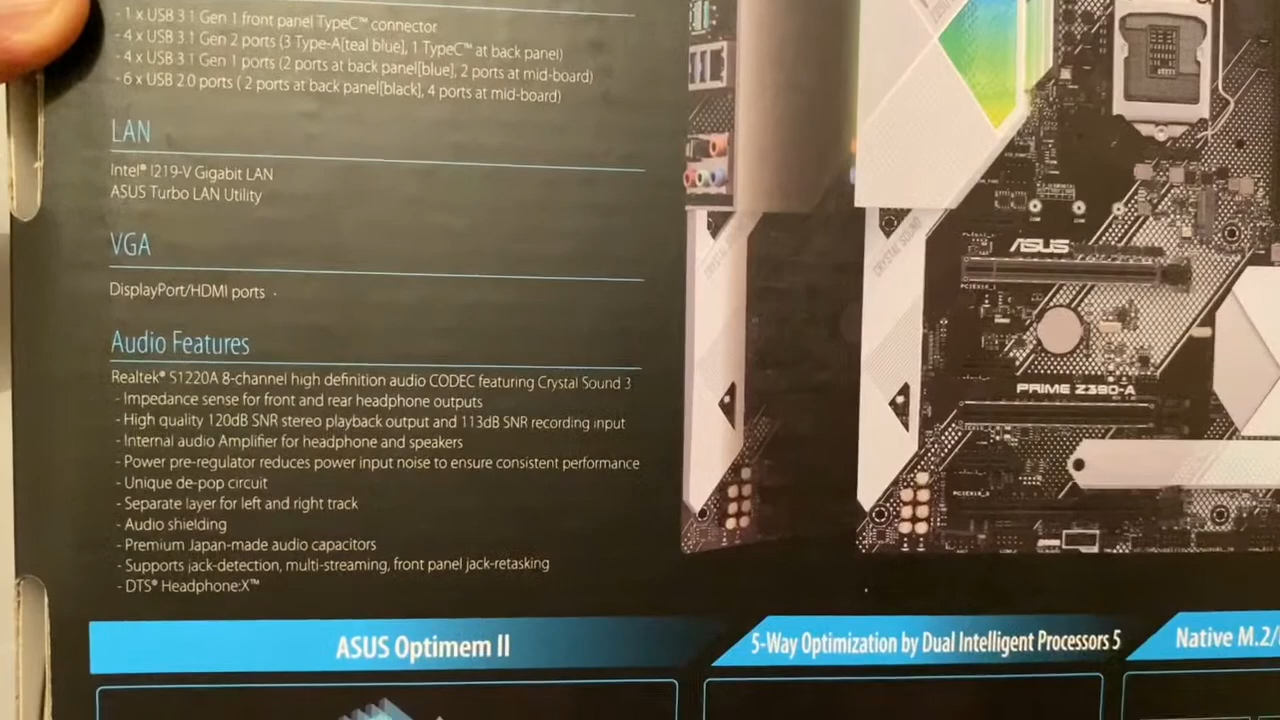 - 1 x USB 3.1 Gen 1 front panel TypeC™ connector
- 4 x USB 3.1 Gen 2 ports (3 Type-A[teal blue], 1 TypeC™ at back panel)
- 4 x USB 3.1 Gen 1 ports (2 ports at back panel[blue], 2 ports at mid-board)
- 6 x USB 2.0 ports ( 2 ports at back panel[black], 4 ports at mid-board)
LAN
Intel® I219-V Gigabit LAN
ASUS Turbo LAN Utility
VGA
DisplayPort/HDMI ports
Audio Features
Realtek® S1220A 8-channel high definition audio CODEC featuring Crystal Sound 3
- Impedance sense for front and rear headphone outputs
- High quality 120dB SNR stereo playback output and 113dB SNR recording input
- Internal audio Amplifier for headphone and speakers
- Power pre-regulator reduces power input noise to ensure consistent performance
- Unique de-pop circuit
- Separate layer for left and right track
- Audio shielding
- Premium Japan-made audio capacitors
- Supports jack-detection, multi-streaming, front panel jack-retasking
- DTS® Headphone:X™
CRYSTAL SOUND
ASUS
PCIEX16_1
PRIME Z390-A
ASUS Optimem II
5-Way Optimization by Dual Intelligent Processors 5
Native M.2/